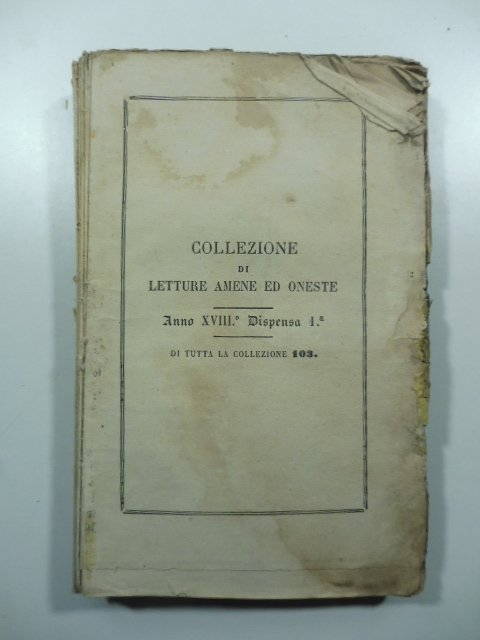 COLLEZIONE
DI
LETTURE AMENE ED ONESTE
Anno XVIII.° Dispensa 1.ª
DI TUTTA LA COLLEZIONE 103.